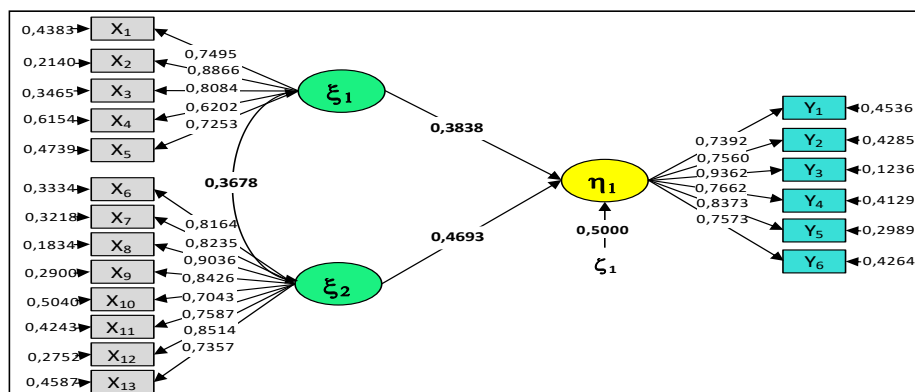 0,4383 X1 0,7495
0,2140 X2 0,8866
0,3465 X3 0,8084
0,6154 X4 0,6202
0,4739 X5 0,7253
ξ1
0,3678
0,3334 X6 0,8164
0,3218 X7 0,8235
0,1834 X8 0,9036
0,2900 X9 0,8426
0,5040 X10 0,7043
0,4243 X11 0,7587
0,2752 X12 0,8514
0,4587 X13 0,7357
ξ2
0,3838
0,4693
η1
0,5000
ζ1
0,7392 Y1 0,4536
0,7560 Y2 0,4285
0,9362 Y3 0,1236
0,7662 Y4 0,4129
0,8373 Y5 0,2989
0,7573 Y6 0,4264